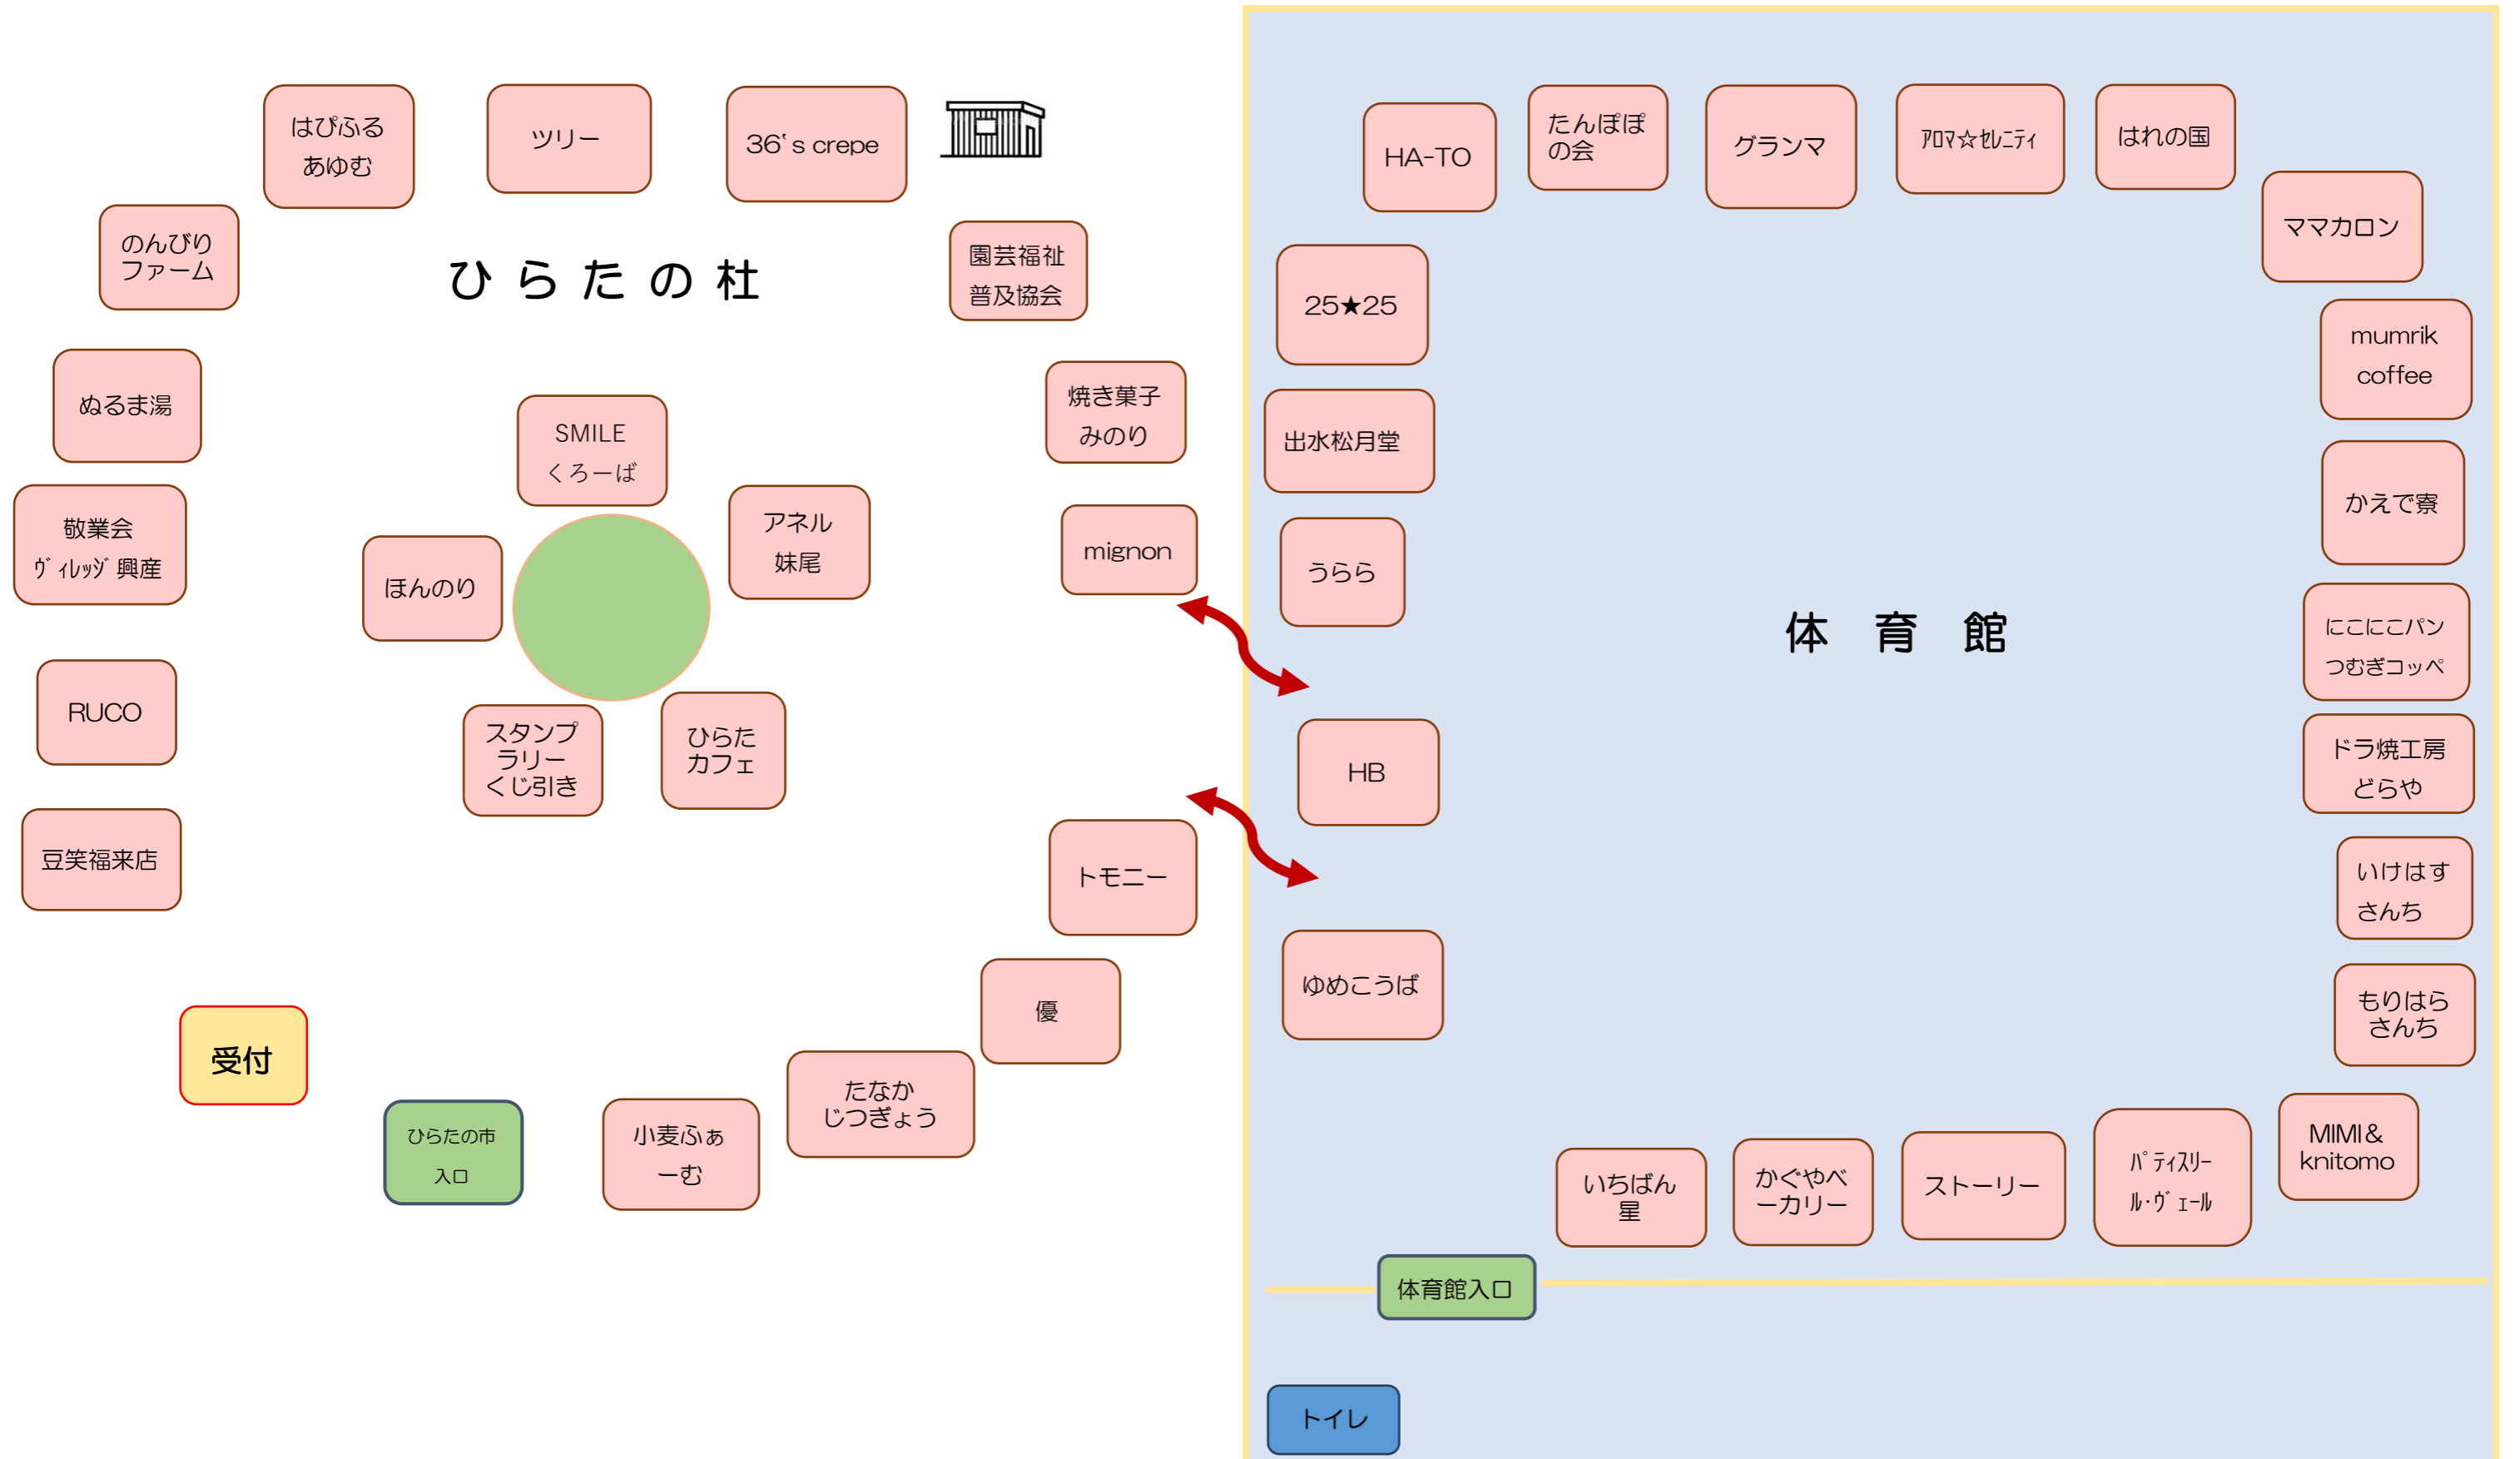 はぴふる
あゆむ
ツリー
36‘s crepe
のんびり
ファーム
ひらたの杜
園芸福祉
普及協会
ぬるま湯
SMILE
くろーば
焼き菓子
みのり
敬業会
ヴィレッジ興産
ほんのり
アネル
妹尾
mignon
RUCO
スタンプ
ラリー
くじ引き
ひらた
カフェ
豆笑福来店
トモニー
優
受付
たなか
じつぎょう
ひらたの市
入口
小麦ふぁ
ーむ
HA-TO
たんぽぽ
の会
グランマ
アロマ☆セレニティ
はれの国
ママカロン
25★25
mumrik
coffee
出水松月堂
かえで寮
うらら
体育館
にこにこパン
つむぎコッペ
HB
ドラ焼工房
どらや
いけはす
さんち
ゆめこうば
もりはら
さんち
いちばん
星
かぐやベ
ーカリー
ストーリー
パティスリー
ル・ヴェール
MIMI&
knitomo
体育館入口
トイレ